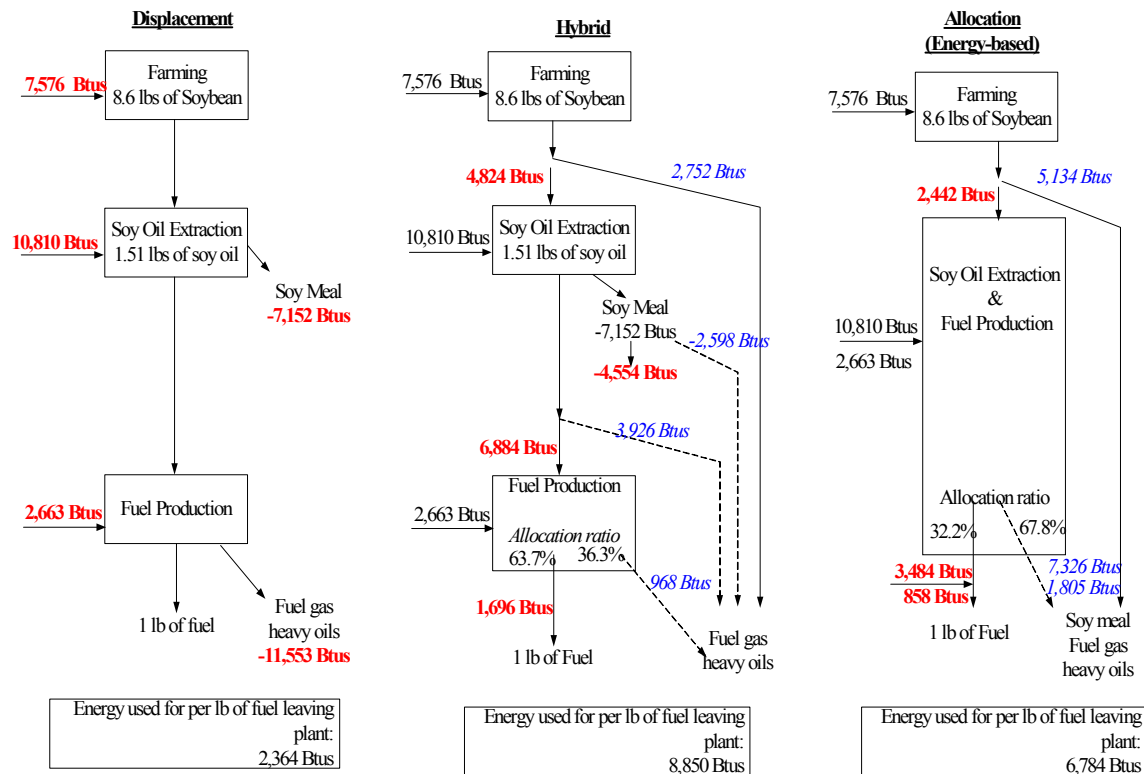 Displacement
7,576 Btus
Farming
8.6 lbs of Soybean
10,810 Btus
Soy Oil Extraction
1.51 lbs of soy oil
Soy Meal
-7,152 Btus
2,663 Btus
Fuel Production
1 lb of fuel
Fuel gas
heavy oils
-11,553 Btus
Energy used for per lb of fuel leaving
plant:
2,364 Btus
Hybrid
7,576 Btus
Farming
8.6 lbs of Soybean
2,752 Btus
4,824 Btus
10,810 Btus
Soy Oil Extraction
1.51 lbs of soy oil
Soy Meal
-7,152 Btus
-2,598 Btus
-4,554 Btus
3,926 Btus
6,884 Btus
Fuel Production
2,663 Btus
Allocation ratio
63.7%
36.3%
968 Btus
1,696 Btus
1 lb of Fuel
Fuel gas
heavy oils
Energy used for per lb of fuel leaving
plant:
8,850 Btus
Allocation
(Energy-based)
7,576 Btus
Farming
8.6 lbs of Soybean
5,134 Btus
2,442 Btus
Soy Oil Extraction
&
Fuel Production
10,810 Btus
2,663 Btus
Allocation ratio
32.2%
67.8%
3,484 Btus
858 Btus
7,326 Btus
1,805 Btus
1 lb of Fuel
Soy meal
Fuel gas
heavy oils
Energy used for per lb of fuel leaving
plant:
6,784 Btus